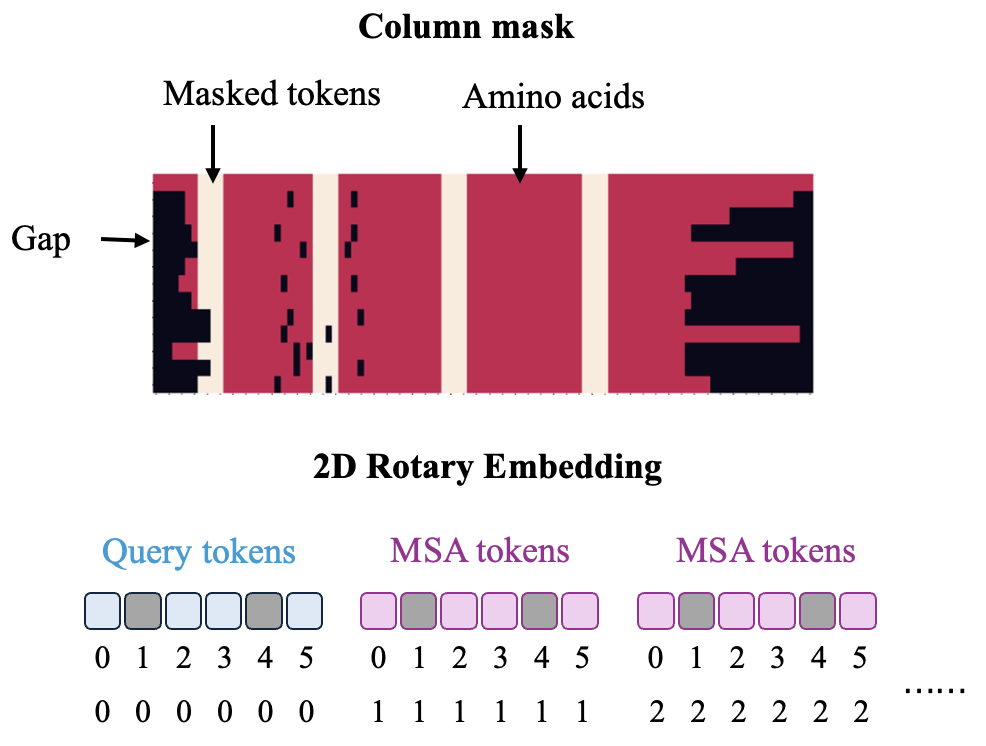 Column mask
Masked tokens Amino acids
Gap
2D Rotary Embedding
Query tokens MSA tokens MSA tokens
0 1 2 3 4 5 0 1 2 3 4 5 0 1 2 3 4 5
0 0 0 0 0 0 1 1 1 1 1 1 2 2 2 2 2 2 ......